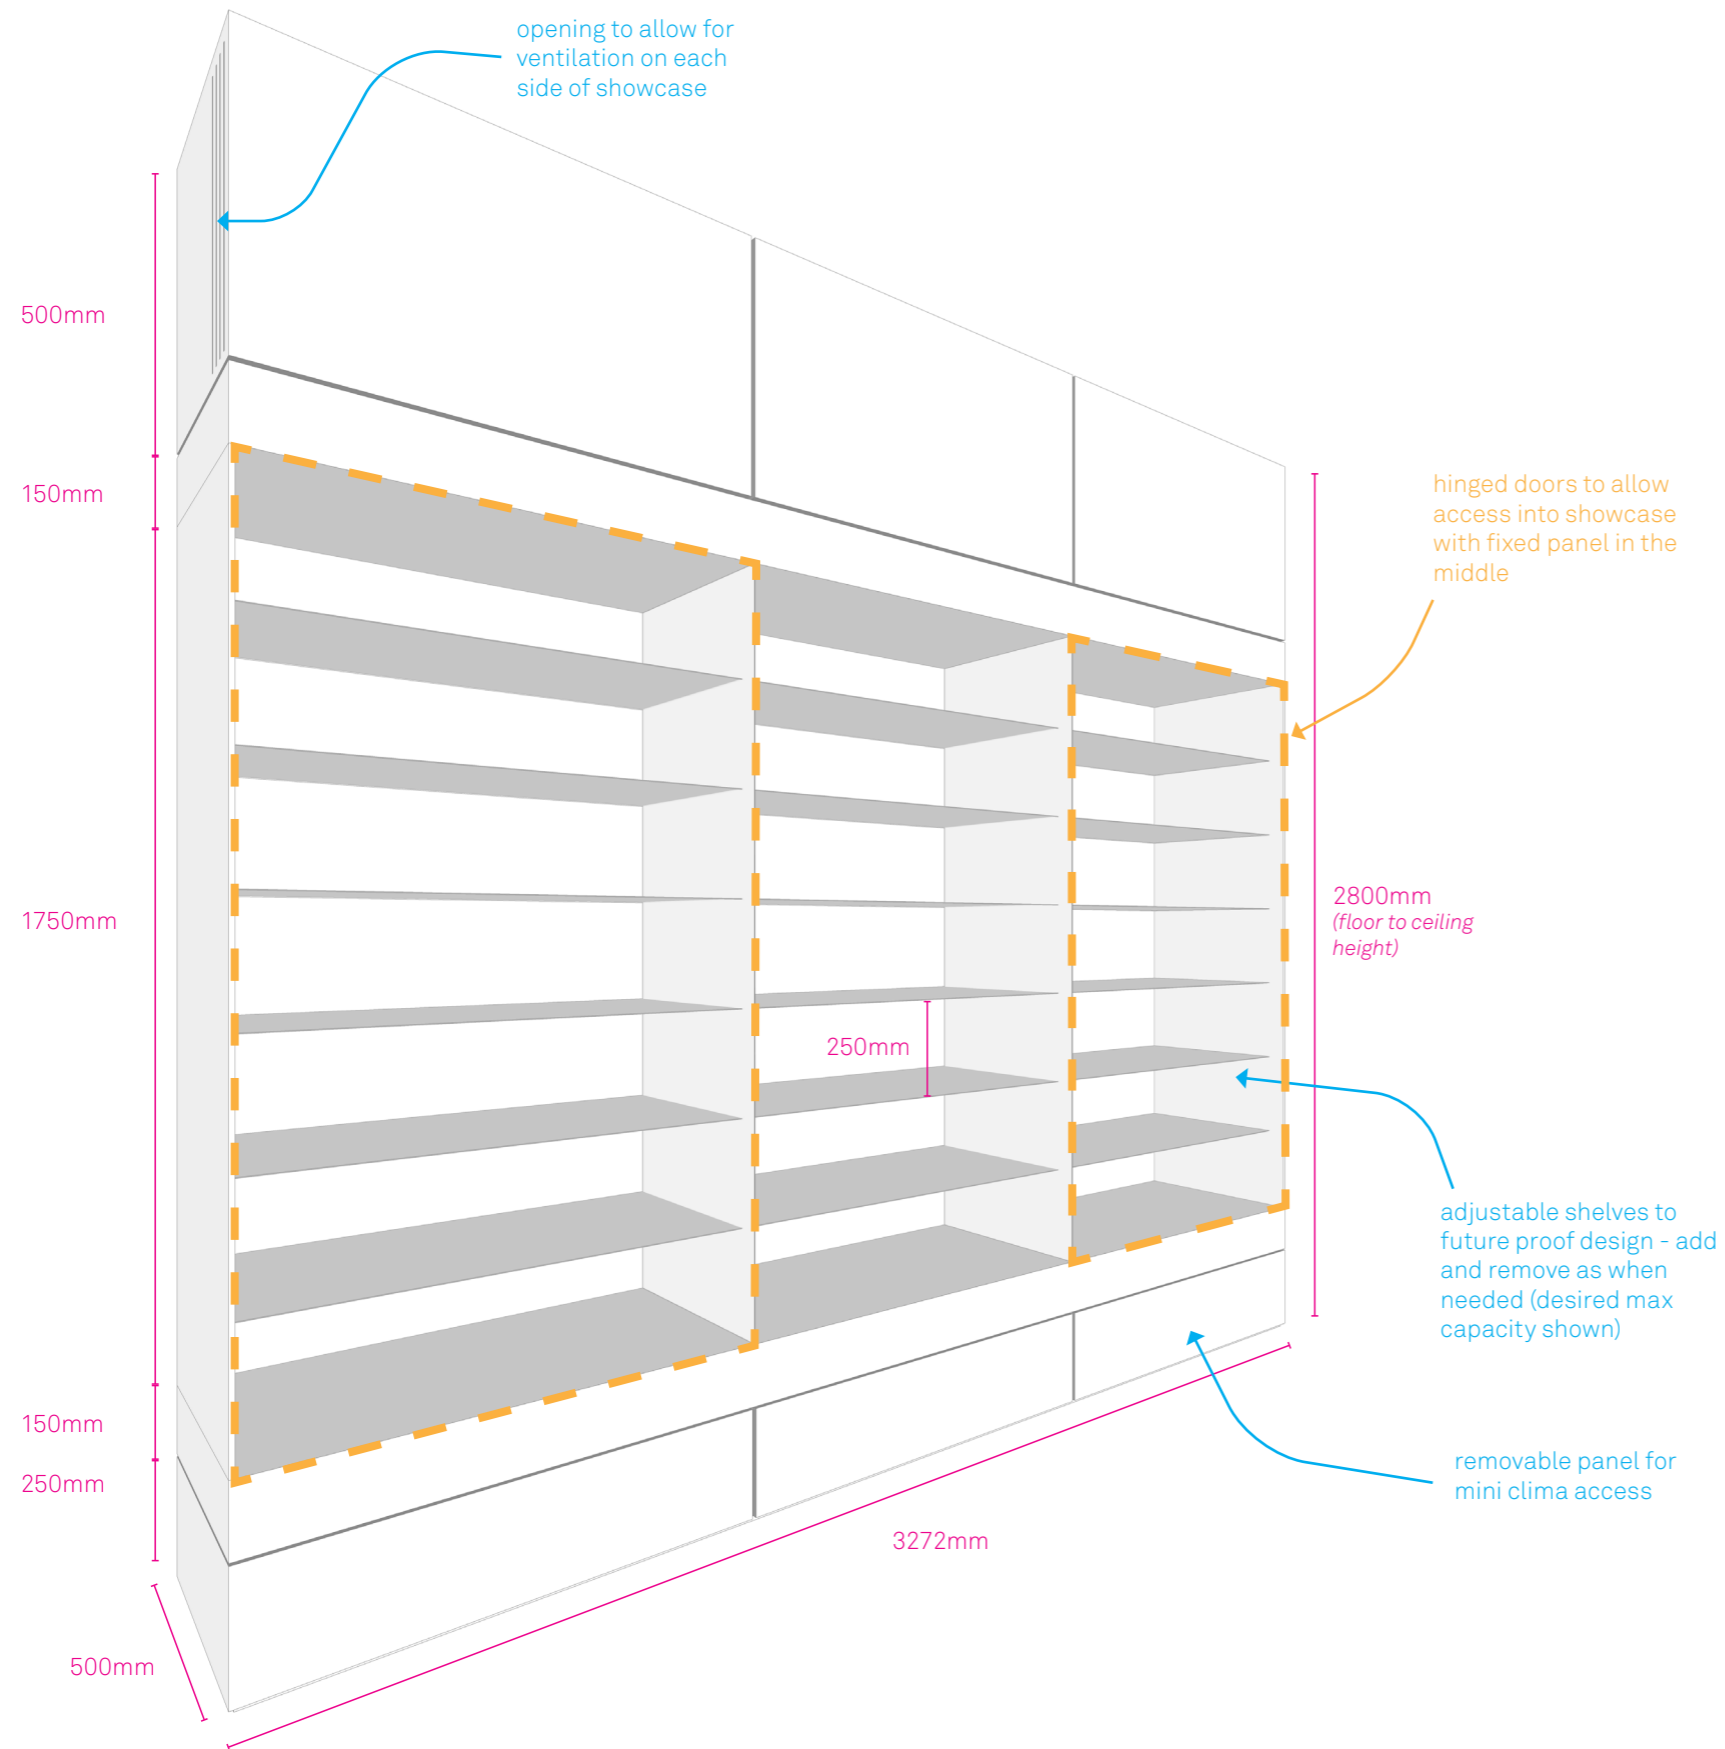 opening to allow for
ventilation on each
side of showcase
500mm
150mm
hinged doors to allow
access into showcase
with fixed panel in the
middle
1750mm
2800mm
(floor to ceiling
height)
250mm
adjustable shelves to
future proof design - add
and remove as when
needed (desired max
capacity shown)
150mm
250mm
removable panel for
mini clima access
3272mm
500mm